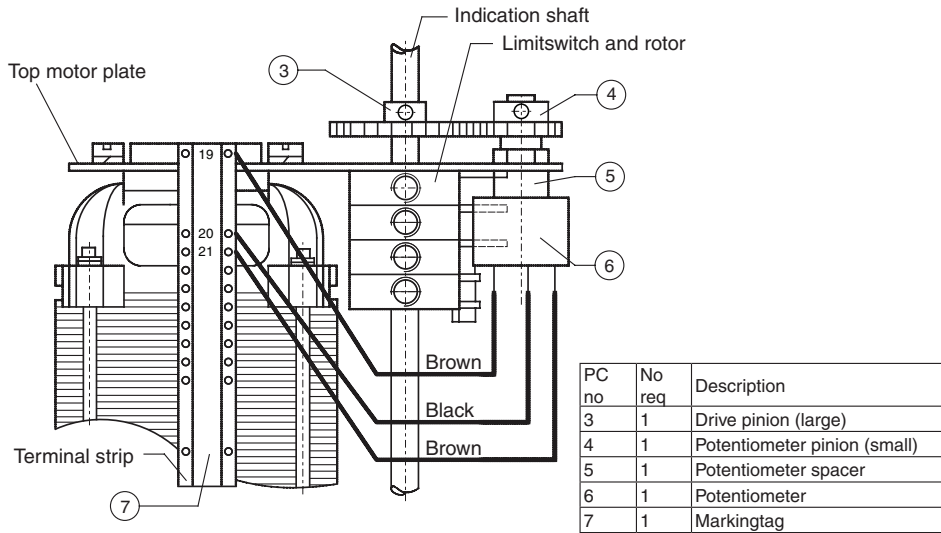 Indication shaft
Limitswitch and rotor
Top motor plate
3
4
5
6
19
20
21
Brown
Black
Brown
Terminal strip
7
PC no No req Description
3 1 Drive pinion (large)
4 1 Potentiometer pinion (small)
5 1 Potentiometer spacer
6 1 Potentiometer
7 1 Markingtag